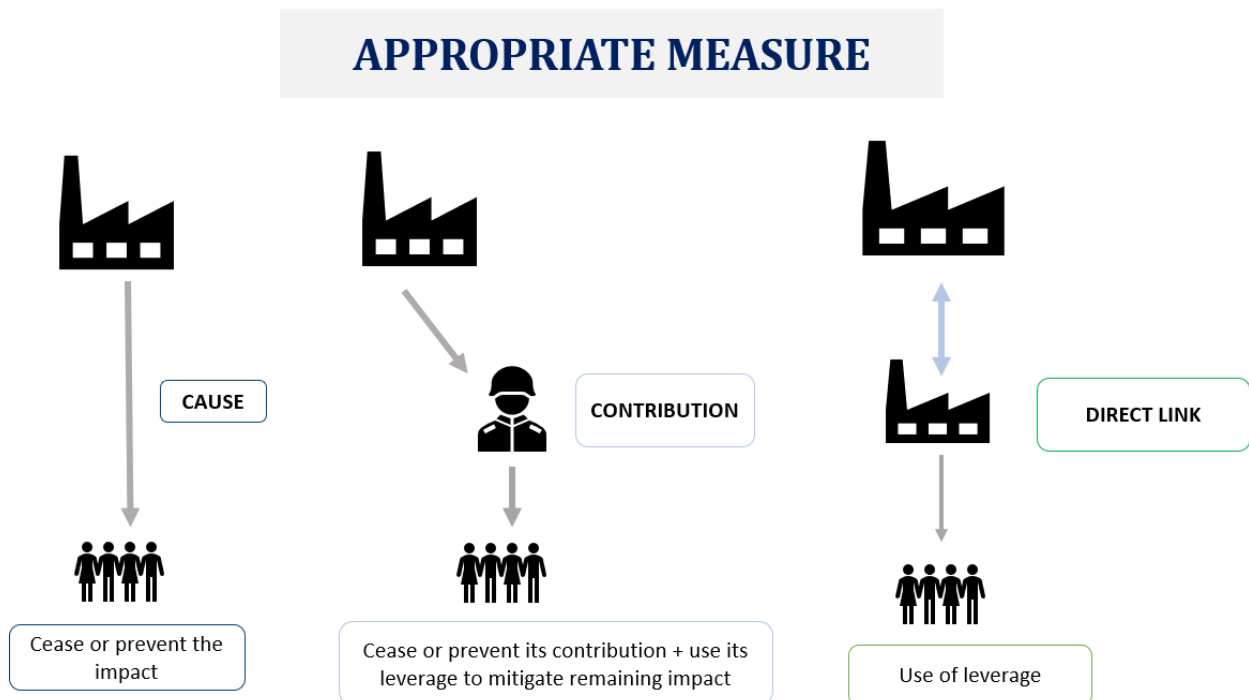 APPROPRIATE MEASURE
CAUSE
CONTRIBUTION
DIRECT LINK
Cease or prevent the
impact
Cease or prevent its contribution + use its
leverage to mitigate remaining impact
Use of leverage